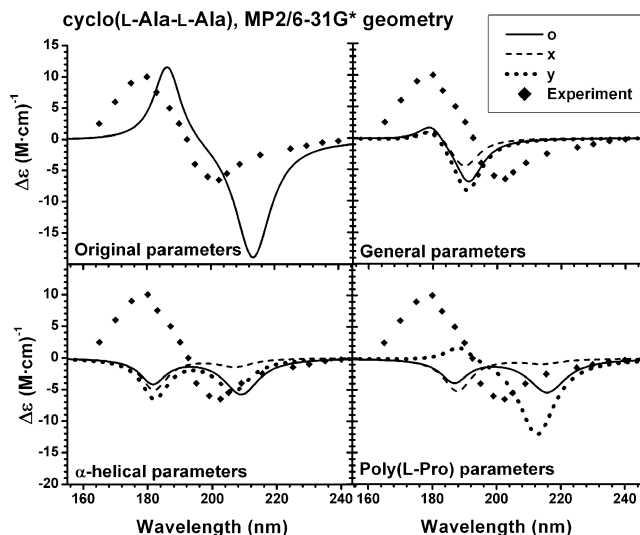 cyclo(L-Ala-L-Ala), MP2/6-31G* geometry
o
x
y
Experiment
15
10
5
0
-5
-10
-15
Δε (M·cm)⁻¹
Original parameters
General parameters
15
10
5
0
-5
-10
-15
-20
Δε (M·cm)⁻¹
α-helical parameters
Poly(L-Pro) parameters
160 180 200 220 240 160 180 200 220 240
Wavelength (nm) Wavelength (nm)